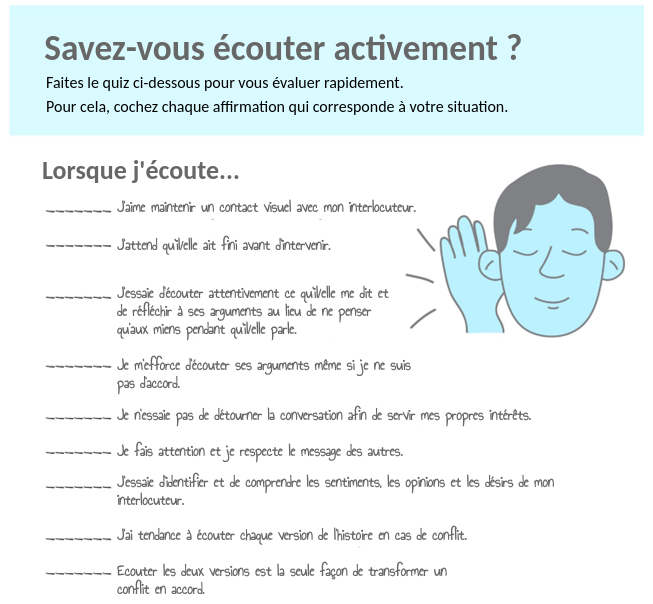 Savez-vous écouter activement ?
Faites le quiz ci-dessous pour vous évaluer rapidement.
Pour cela, cochez chaque affirmation qui corresponde à votre situation.
Lorsque j'écoute...
_______ J'aime maintenir un contact visuel avec mon interlocuteur.
_______ J'attend qu'il/elle ait fini avant d'intervenir.
_______ J'essaie d'écouter attentivement ce qu'il/elle me dit et
de réfléchir à ses arguments au lieu de ne penser
qu'aux miens pendant qu'il/elle parle.
_______ Je m'efforce d'écouter ses arguments même si je ne suis
pas d'accord.
_______ Je n'essaie pas de détourner la conversation afin de servir mes propres intérêts.
_______ Je fais attention et je respecte le message des autres.
_______ J'essaie d'identifier et de comprendre les sentiments, les opinions et les désirs de mon
interlocuteur.
_______ J'ai tendance à écouter chaque version de l'histoire en cas de conflit.
_______ Ecouter les deux versions est la seule façon de transformer un
conflit en accord.